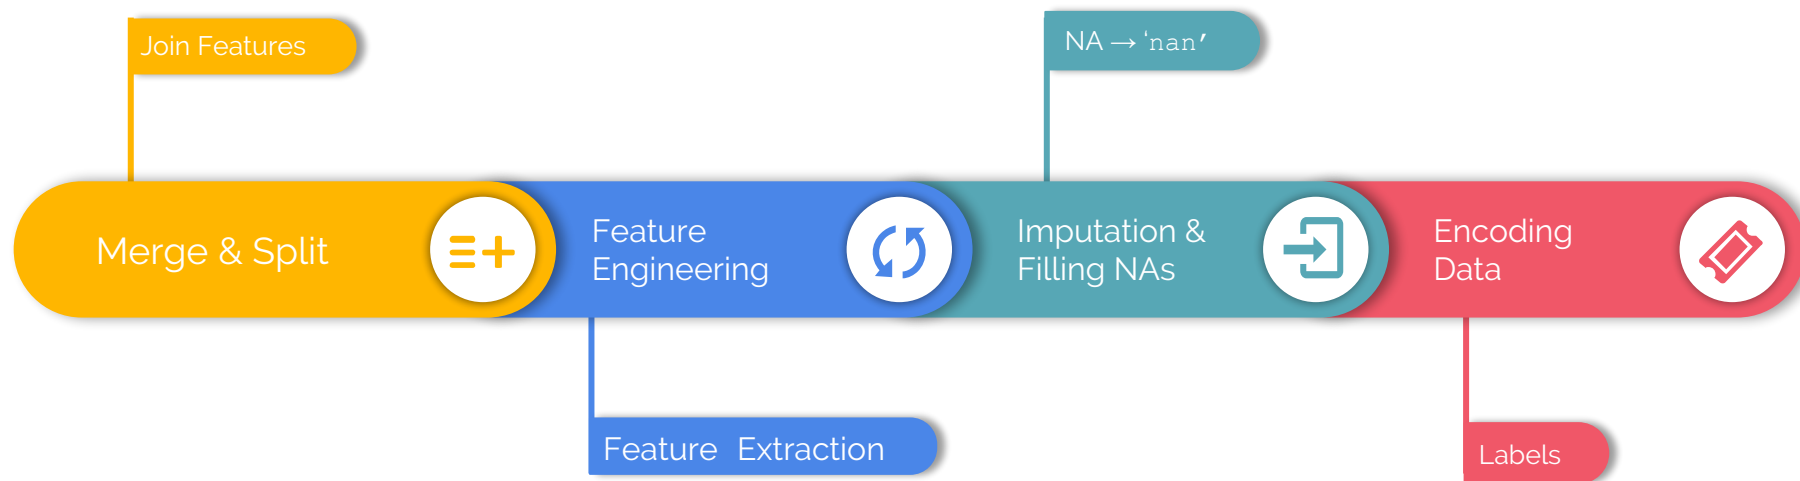 Join Features
NA → ‘nan’
Merge & Split
Feature
Engineering
Imputation &
Filling NAs
Encoding
Data
Feature Extraction
Labels